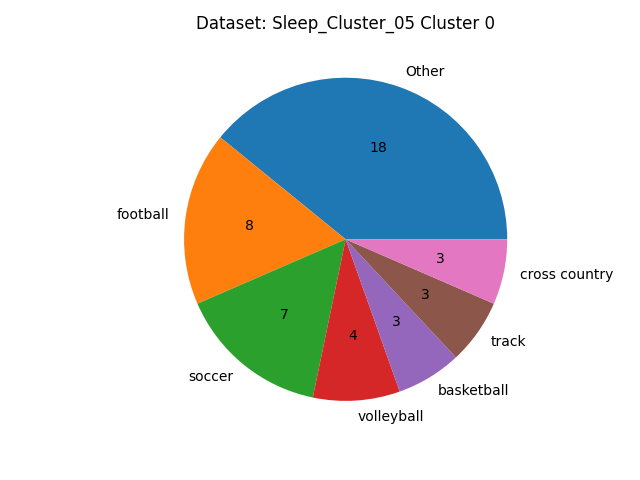 Dataset: Sleep_Cluster_05 Cluster 0
Other
18
football
8
soccer
7
volleyball
4
basketball
3
track
3
cross country
3